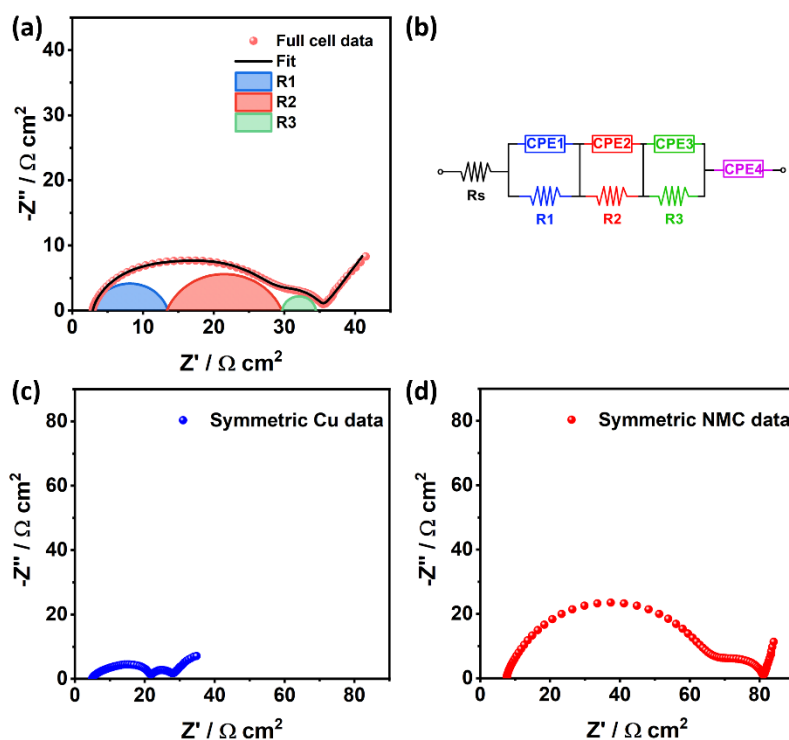 (a)
Full cell data
Fit
R1
R2
R3
40
30
20
10
0
0 10 20 30 40
-Z'' / Ω cm²
Z' / Ω cm²
(b)
CPE1 CPE2 CPE3
CPE4
Rs
R1 R2 R3
(c)
Symmetric Cu data
80
60
40
20
0
0 20 40 60 80
-Z'' / Ω cm²
Z' / Ω cm²
(d)
Symmetric NMC data
80
60
40
20
0
0 20 40 60 80
-Z'' / Ω cm²
Z' / Ω cm²